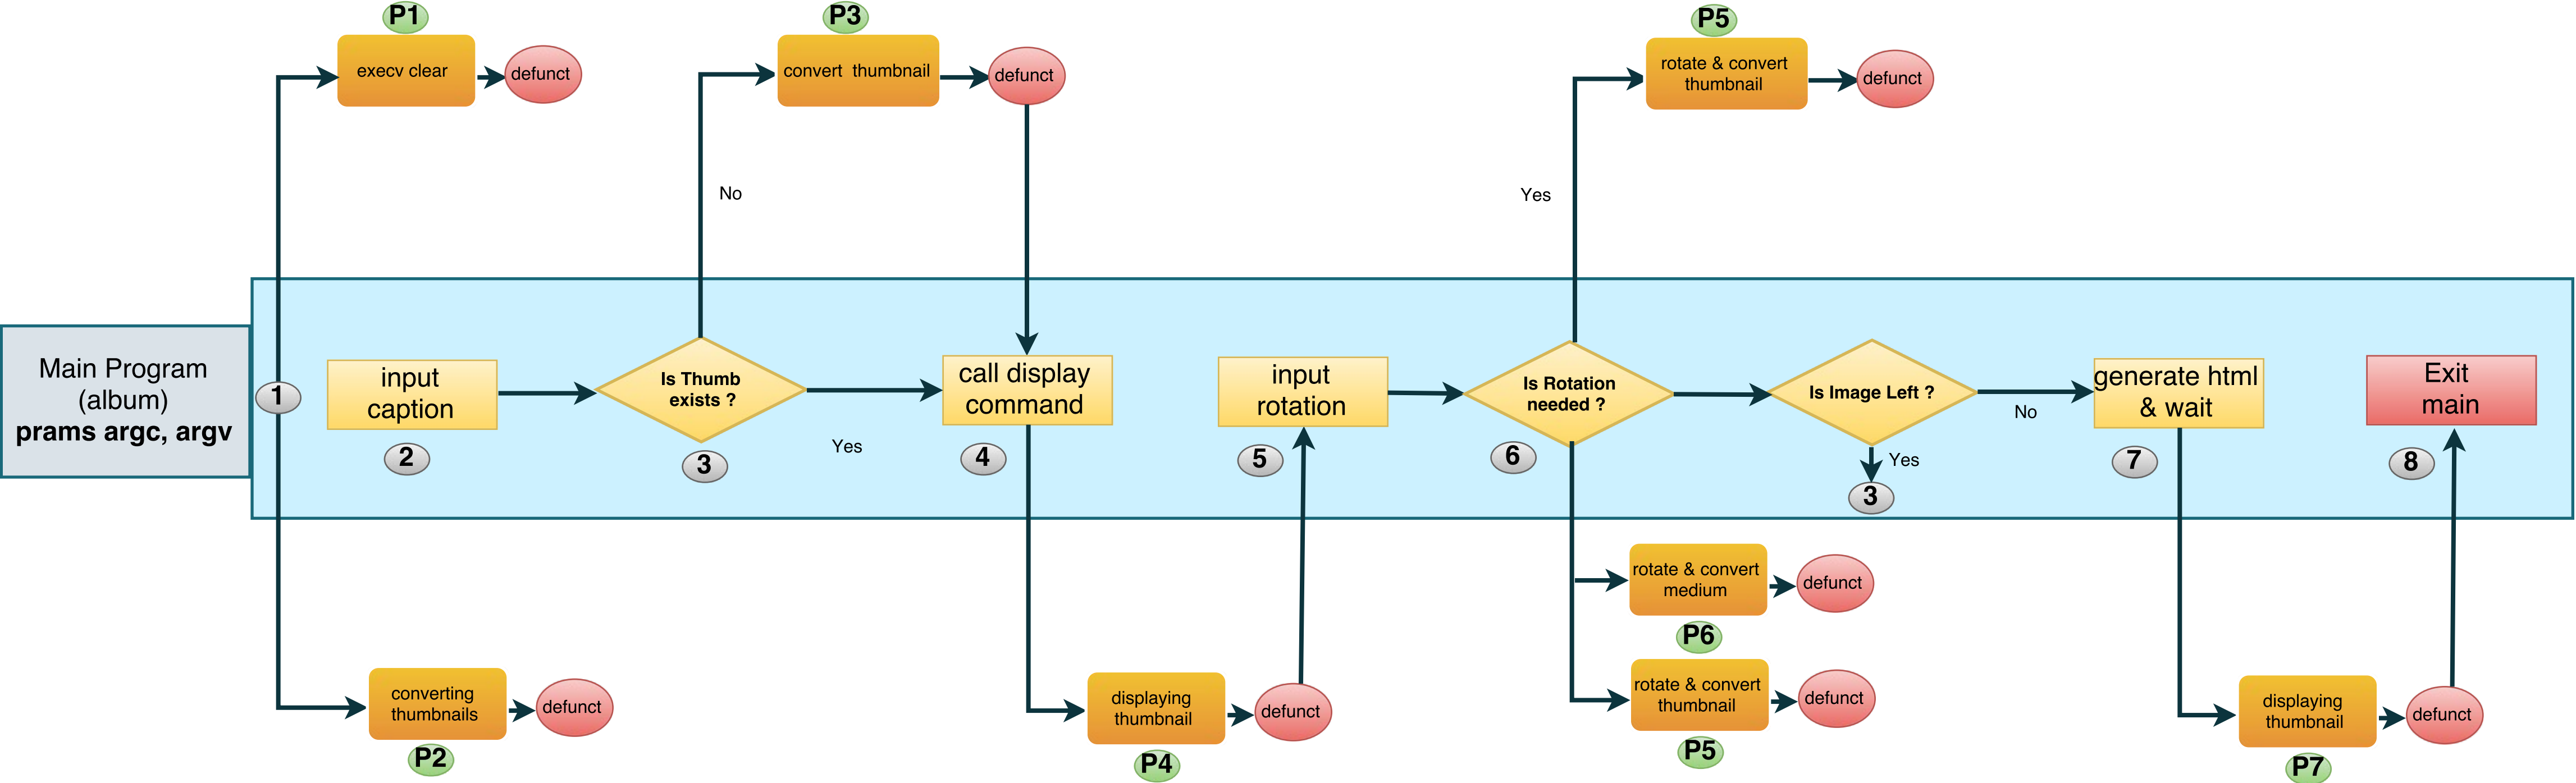 P1
execv clear
defunct
P3
convert thumbnail
defunct
P5
rotate & convert
thumbnail
defunct
No
Yes
Main Program
(album)
prams argc, argv
1
input
caption
2
Is Thumb
exists ?
3
Yes
call display
command
4
input
rotation
5
Is Rotation
needed ?
6
Is Image Left ?
Yes
3
No
generate html
& wait
7
Exit
main
8
rotate & convert
medium
defunct
P6
rotate & convert
thumbnail
defunct
P5
converting
thumbnails
defunct
P2
displaying
thumbnail
defunct
P4
displaying
thumbnail
defunct
P7